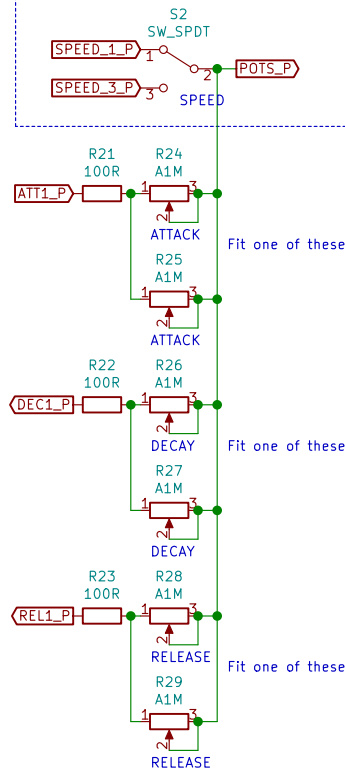 S2
SW_SPDT
SPEED_1_P
1
2
POTS_P
SPEED_3_P
3
SPEED
R21
100R
R24
A1M
ATT1_P
1
3
2
ATTACK
Fit one of these
R25
A1M
1
3
2
ATTACK
R22
100R
R26
A1M
DEC1_P
1
3
2
DECAY
Fit one of these
R27
A1M
1
3
2
DECAY
R23
100R
R28
A1M
REL1_P
1
3
2
RELEASE
Fit one of these
R29
A1M
1
3
2
RELEASE